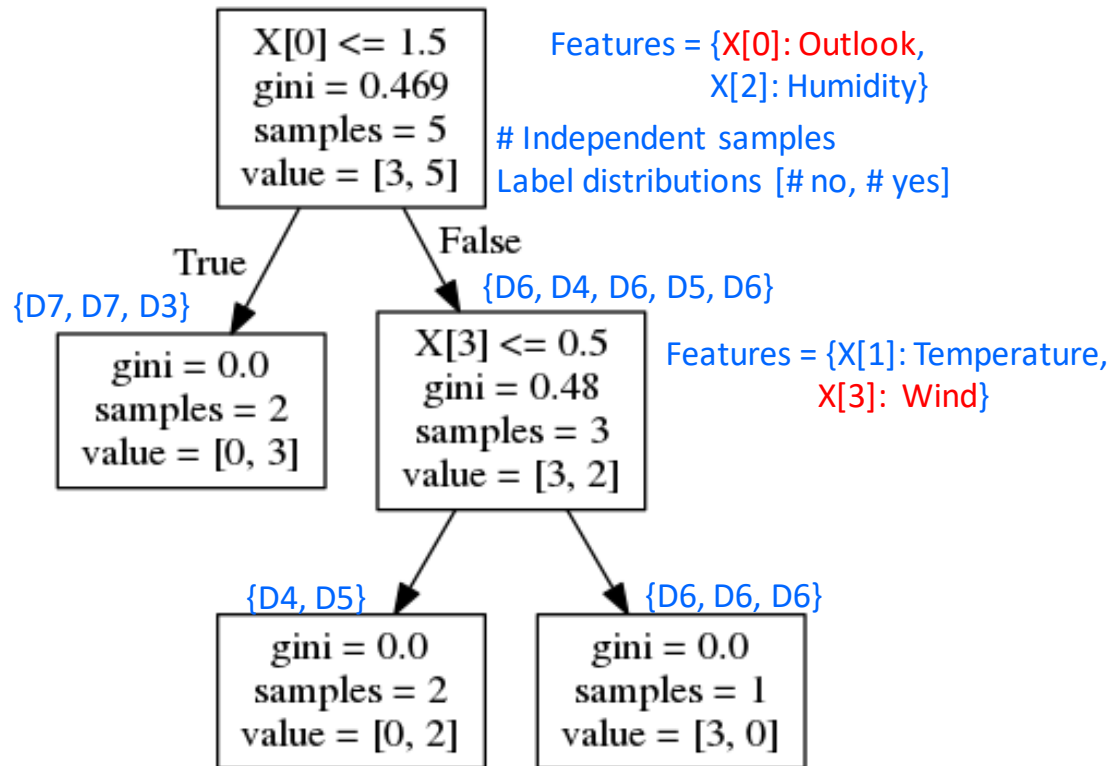 X[0] <= 1.5
gini = 0.469
samples = 5
value = [3, 5]
Features = {X[0]: Outlook,
X[2]: Humidity}
# Independent samples
Label distributions [# no, # yes]
True
False
{D7, D7, D3}
{D6, D4, D6, D5, D6}
gini = 0.0
samples = 2
value = [0, 3]
X[3] <= 0.5
gini = 0.48
samples = 3
value = [3, 2]
Features = {X[1]: Temperature,
X[3]: Wind}
{D4, D5}
{D6, D6, D6}
gini = 0.0
samples = 2
value = [0, 2]
gini = 0.0
samples = 1
value = [3, 0]